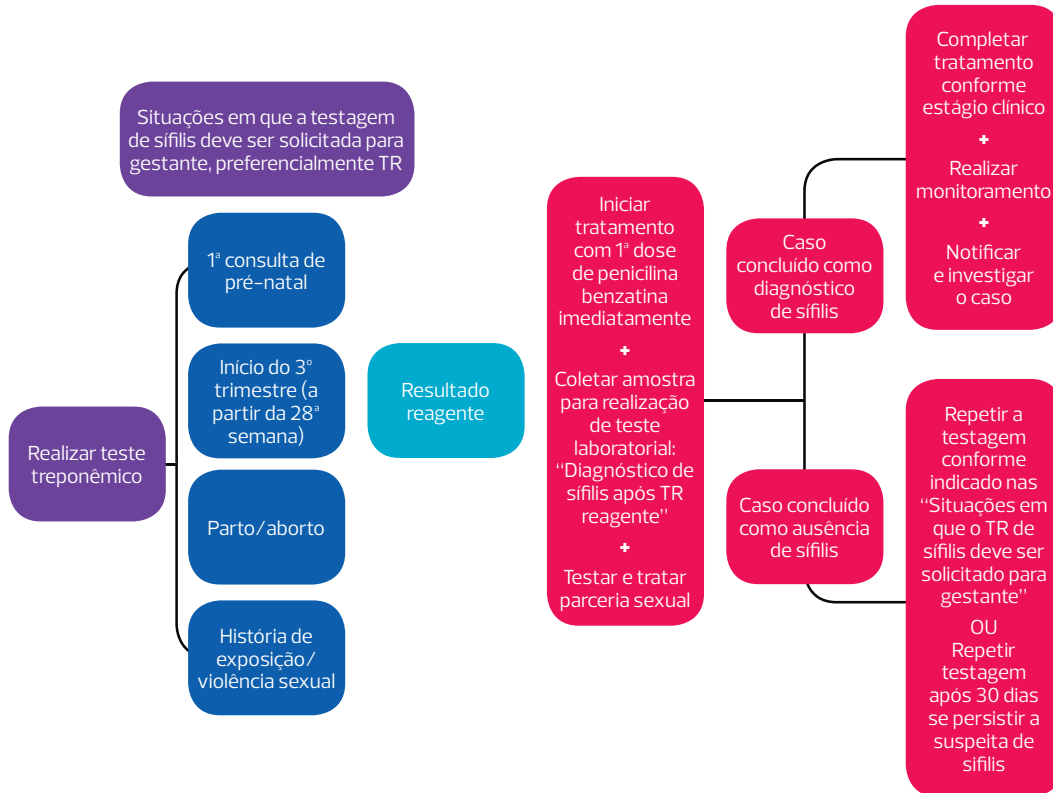 Situações em que a testagem
de sífilis deve ser solicitada para
gestante, preferencialmente TR
Realizar teste
treponêmico
1ª consulta de
pré-natal
Início do 3º
trimestre (a
partir da 28ª
semana)
Parto/aborto
História de
exposição/
violência sexual
Resultado
reagente
Iniciar
tratamento
com 1ª dose
de penicilina
benzatina
imediatamente
+
Coletar amostra
para realização
de teste
laboratorial:
“Diagnóstico de
sífilis após TR
reagente”
+
Testar e tratar
parceria sexual
Caso
concluído como
diagnóstico
de sífilis
Completar
tratamento
conforme
estágio clínico
+
Realizar
monitoramento
+
Notificar
e investigar
o caso
Caso concluído
como ausência
de sífilis
Repetir a
testagem
conforme
indicado nas
“Situações em
que o TR de
sífilis deve ser
solicitado para
gestante”
OU
Repetir
testagem
após 30 dias
se persistir a
suspeita de
sifilis